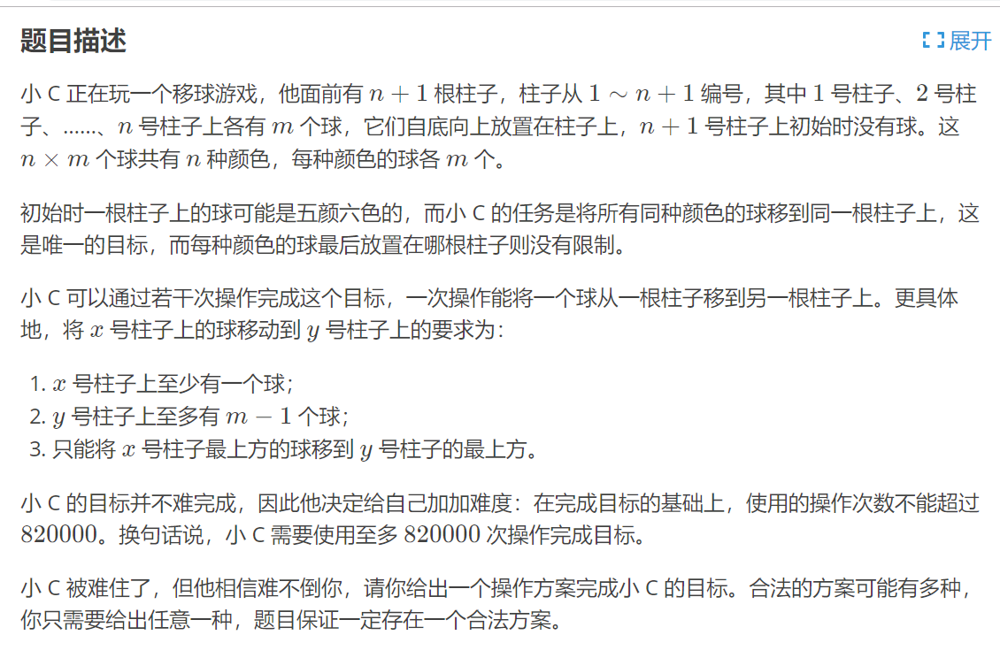 题目描述
展开
小 C 正在玩一个移球游戏，他面前有 n + 1 根柱子，柱子从 1 ∼ n + 1 编号，其中 1 号柱子、2 号柱
子、……、n 号柱子上各有 m 个球，它们自底向上放置在柱子上，n + 1 号柱子上初始时没有球。这
n × m 个球共有 n 种颜色，每种颜色的球各 m 个。
初始时一根柱子上的球可能是五颜六色的，而小 C 的任务是将所有同种颜色的球移到同一根柱子上，这
是唯一的目标，而每种颜色的球最后放置在哪根柱子则没有限制。
小 C 可以通过若干次操作完成这个目标，一次操作能将一个球从一根柱子移到另一根柱子上。更具体
地，将 x 号柱子上的球移动到 y 号柱子上的要求为：
1. x 号柱子上至少有一个球；
2. y 号柱子上至多有 m − 1 个球；
3. 只能将 x 号柱子最上方的球移到 y 号柱子的最上方。
小 C 的目标并不难完成，因此他决定给自己加加难度：在完成目标的基础上，使用的操作次数不能超过
820000。换句话说，小 C 需要使用至多 820000 次操作完成目标。
小 C 被难住了，但他相信难不倒你，请你给出一个操作方案完成小 C 的目标。合法的方案可能有多种，
你只需要给出任意一种，题目保证一定存在一个合法方案。